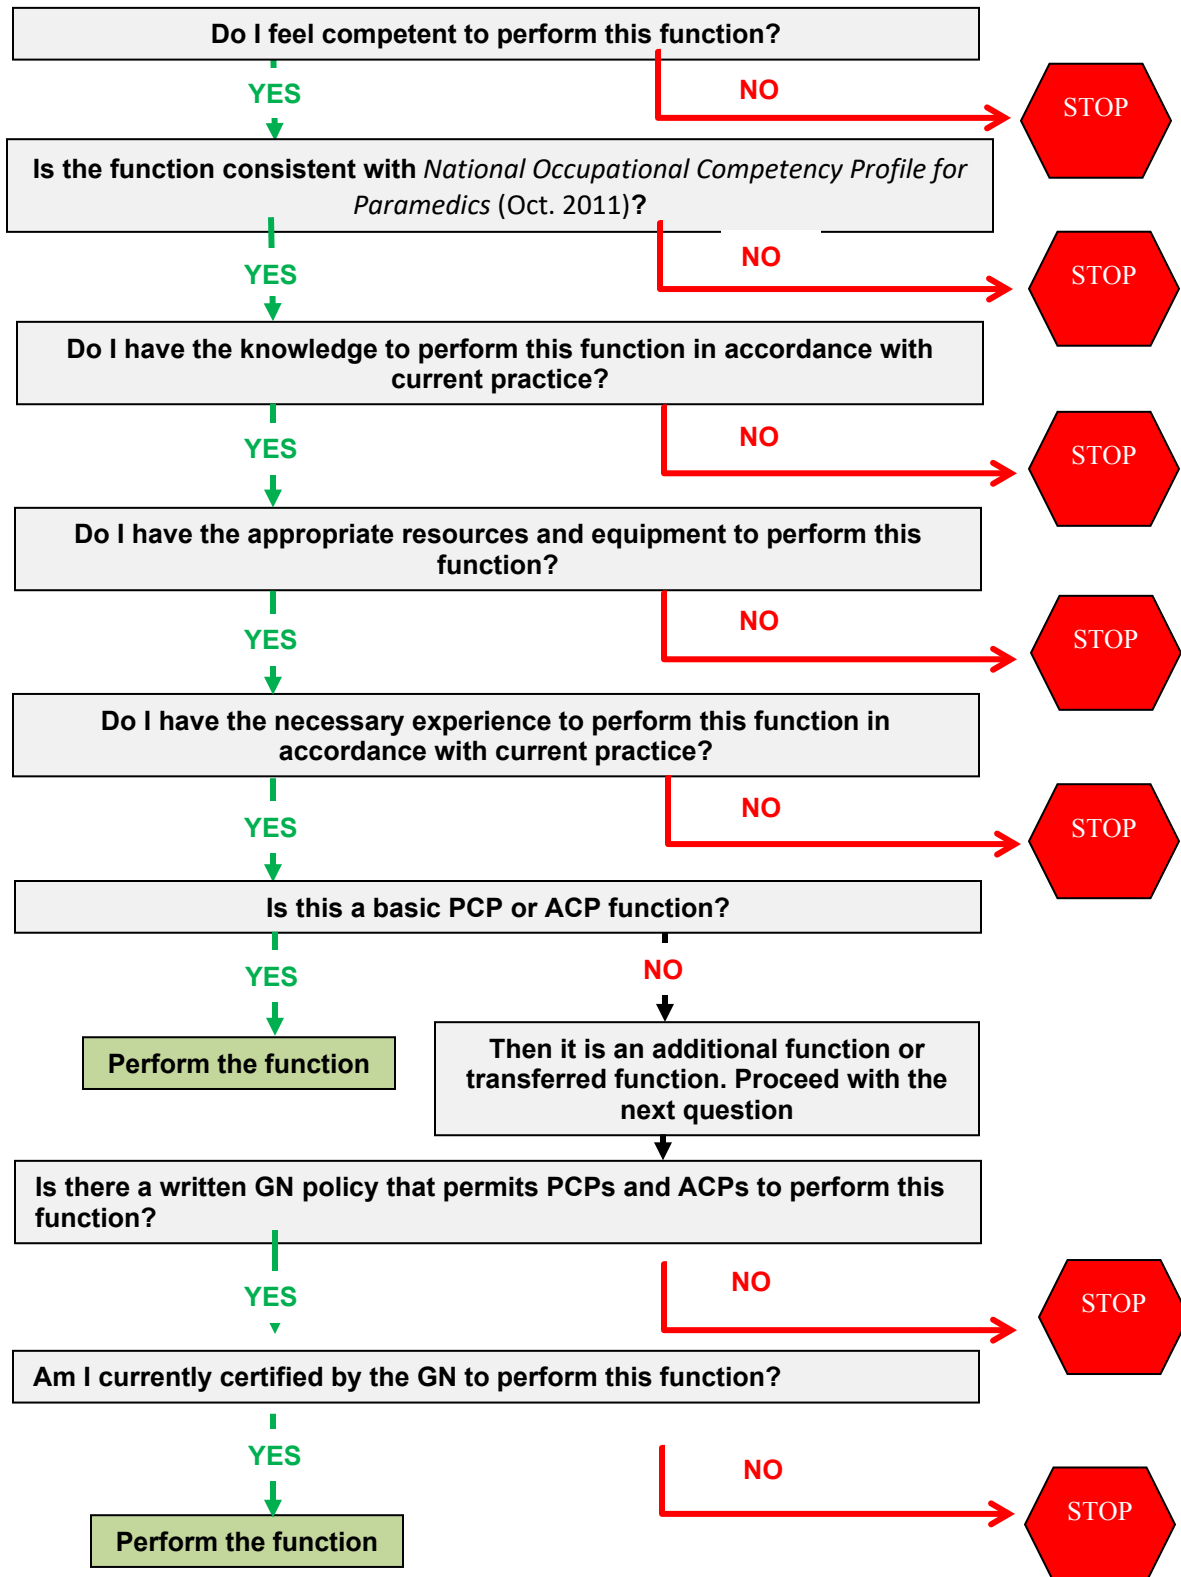 Do I feel competent to perform this function?
YES
NO
STOP
Is the function consistent with National Occupational Competency Profile for
Paramedics (Oct. 2011)?
YES
NO
STOP
Do I have the knowledge to perform this function in accordance with
current practice?
YES
NO
STOP
Do I have the appropriate resources and equipment to perform this
function?
YES
NO
STOP
Do I have the necessary experience to perform this function in
accordance with current practice?
YES
NO
STOP
Is this a basic PCP or ACP function?
YES
NO
Perform the function
Then it is an additional function or
transferred function. Proceed with the
next question
Is there a written GN policy that permits PCPs and ACPs to perform this
function?
YES
NO
STOP
Am I currently certified by the GN to perform this function?
YES
NO
STOP
Perform the function